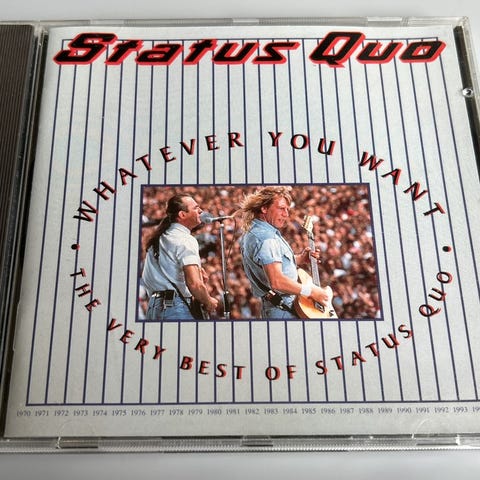 Status Quo
WHATEVER YOU WANT
THE VERY BEST OF STATUS QUO
1970 1971 1972 1973 1974 1975 1976 1977 1978 1979 1980 1981 1982 1983 1984 1985 1986 1987 1988 1989 1990 1991 1992 1993